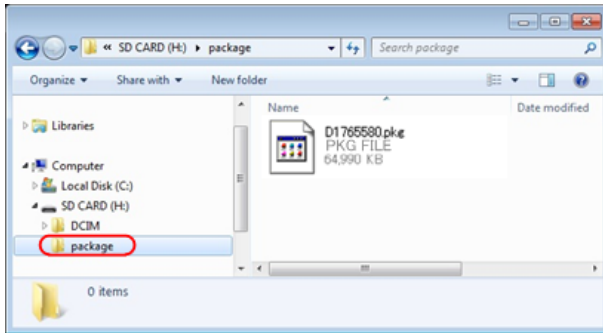 « SD CARD (H:) ▸ package
Search package
Organize Share with New folder
Name Date modified
Libraries
D1765580.pkg
PKG FILE
64,990 KB
Computer
Local Disk (C:)
SD CARD (H:)
DCIM
package
0 items